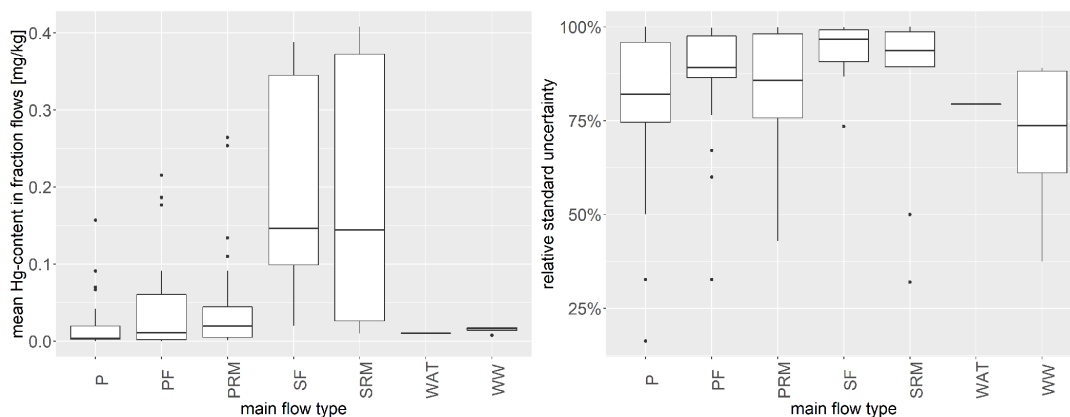 mean Hg-content in fraction flows [mg/kg]
0.4
0.3
0.2
0.1
0.0
P
PF
PRM
SF
SRM
WAT
WW
main flow type
relative standard uncertainty
100%
75%
50%
25%
P
PF
PRM
SF
SRM
WAT
WW
main flow type